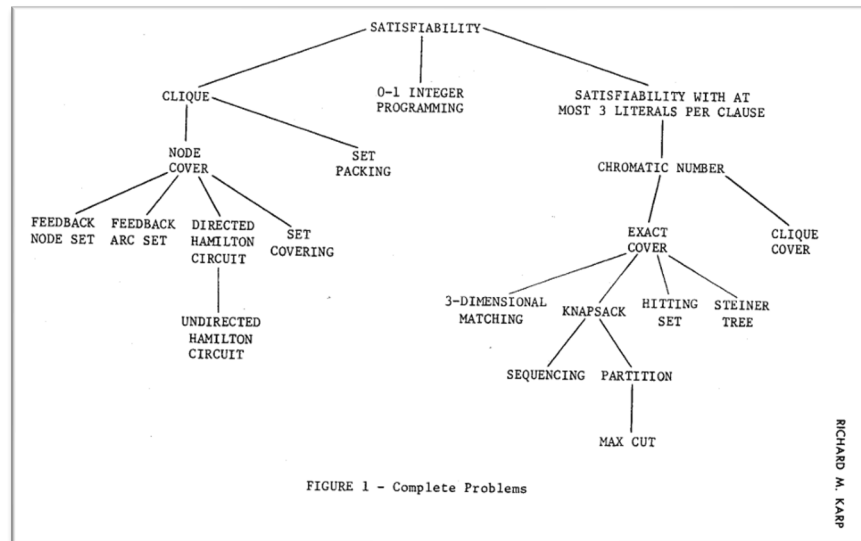 SATISFIABILITY
CLIQUE
0-1 INTEGER
PROGRAMMING
SATISFIABILITY WITH AT
MOST 3 LITERALS PER CLAUSE
NODE
COVER
SET
PACKING
CHROMATIC NUMBER
FEEDBACK
NODE SET
FEEDBACK
ARC SET
DIRECTED
HAMILTON
CIRCUIT
SET
COVERING
EXACT
COVER
CLIQUE
COVER
UNDIRECTED
HAMILTON
CIRCUIT
3-DIMENSIONAL
MATCHING
KNAPSACK
HITTING
SET
STEINER
TREE
SEQUENCING
PARTITION
MAX CUT
FIGURE 1 - Complete Problems
RICHARD M. KARP